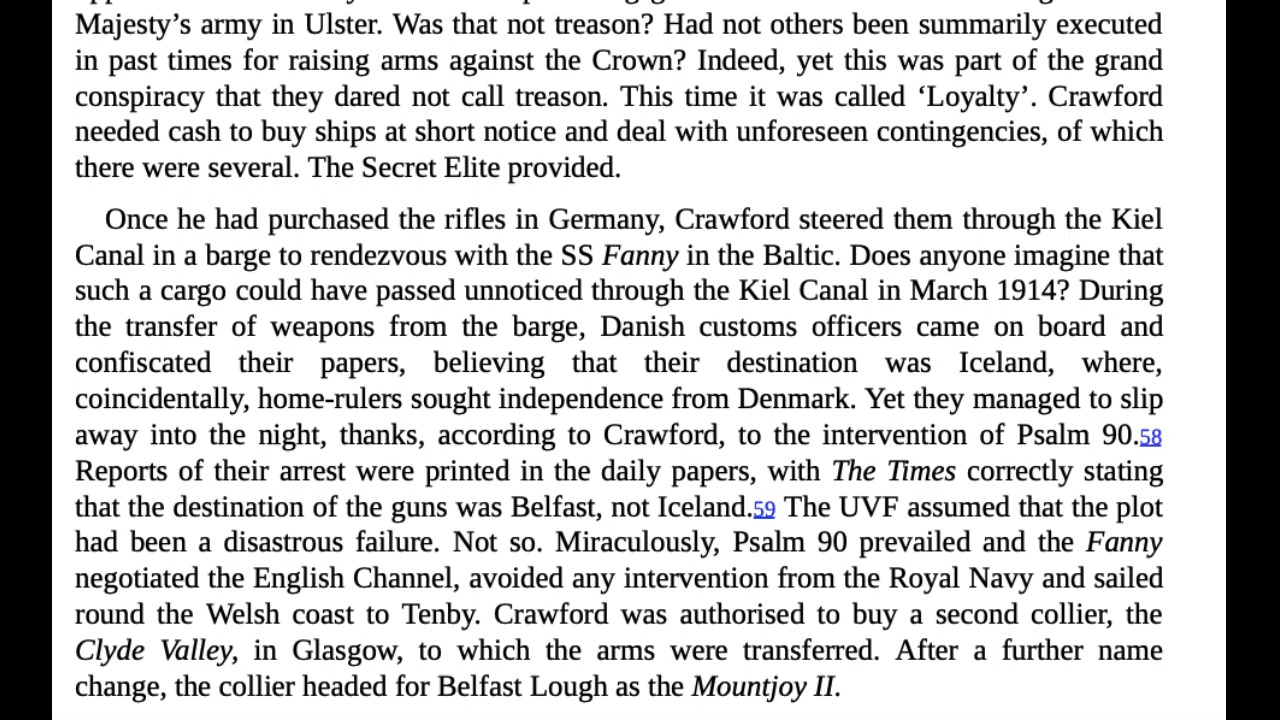 Majesty’s army in Ulster. Was that not treason? Had not others been summarily executed
in past times for raising arms against the Crown? Indeed, yet this was part of the grand
conspiracy that they dared not call treason. This time it was called ‘Loyalty’. Crawford
needed cash to buy ships at short notice and deal with unforeseen contingencies, of which
there were several. The Secret Elite provided.
Once he had purchased the rifles in Germany, Crawford steered them through the Kiel
Canal in a barge to rendezvous with the SS Fanny in the Baltic. Does anyone imagine that
such a cargo could have passed unnoticed through the Kiel Canal in March 1914? During
the transfer of weapons from the barge, Danish customs officers came on board and
confiscated their papers, believing that their destination was Iceland, where,
coincidentally, home-rulers sought independence from Denmark. Yet they managed to slip
away into the night, thanks, according to Crawford, to the intervention of Psalm 90.58
Reports of their arrest were printed in the daily papers, with The Times correctly stating
that the destination of the guns was Belfast, not Iceland.59 The UVF assumed that the plot
had been a disastrous failure. Not so. Miraculously, Psalm 90 prevailed and the Fanny
negotiated the English Channel, avoided any intervention from the Royal Navy and sailed
round the Welsh coast to Tenby. Crawford was authorised to buy a second collier, the
Clyde Valley, in Glasgow, to which the arms were transferred. After a further name
change, the collier headed for Belfast Lough as the Mountjoy II.